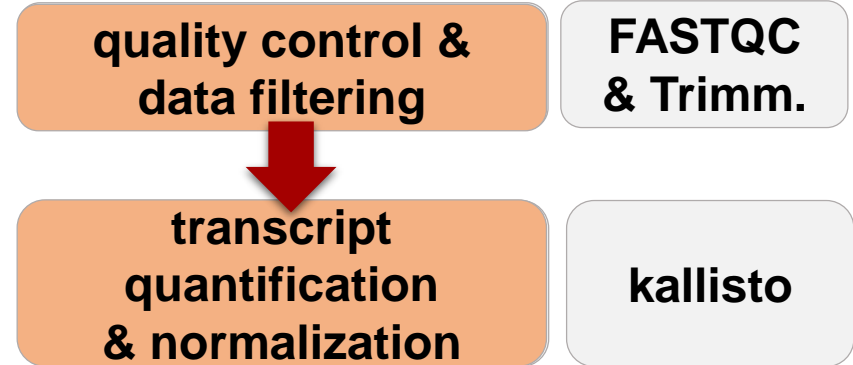 quality control &
data filtering
FASTQC
& Trimm.
transcript
quantification
& normalization
kallisto